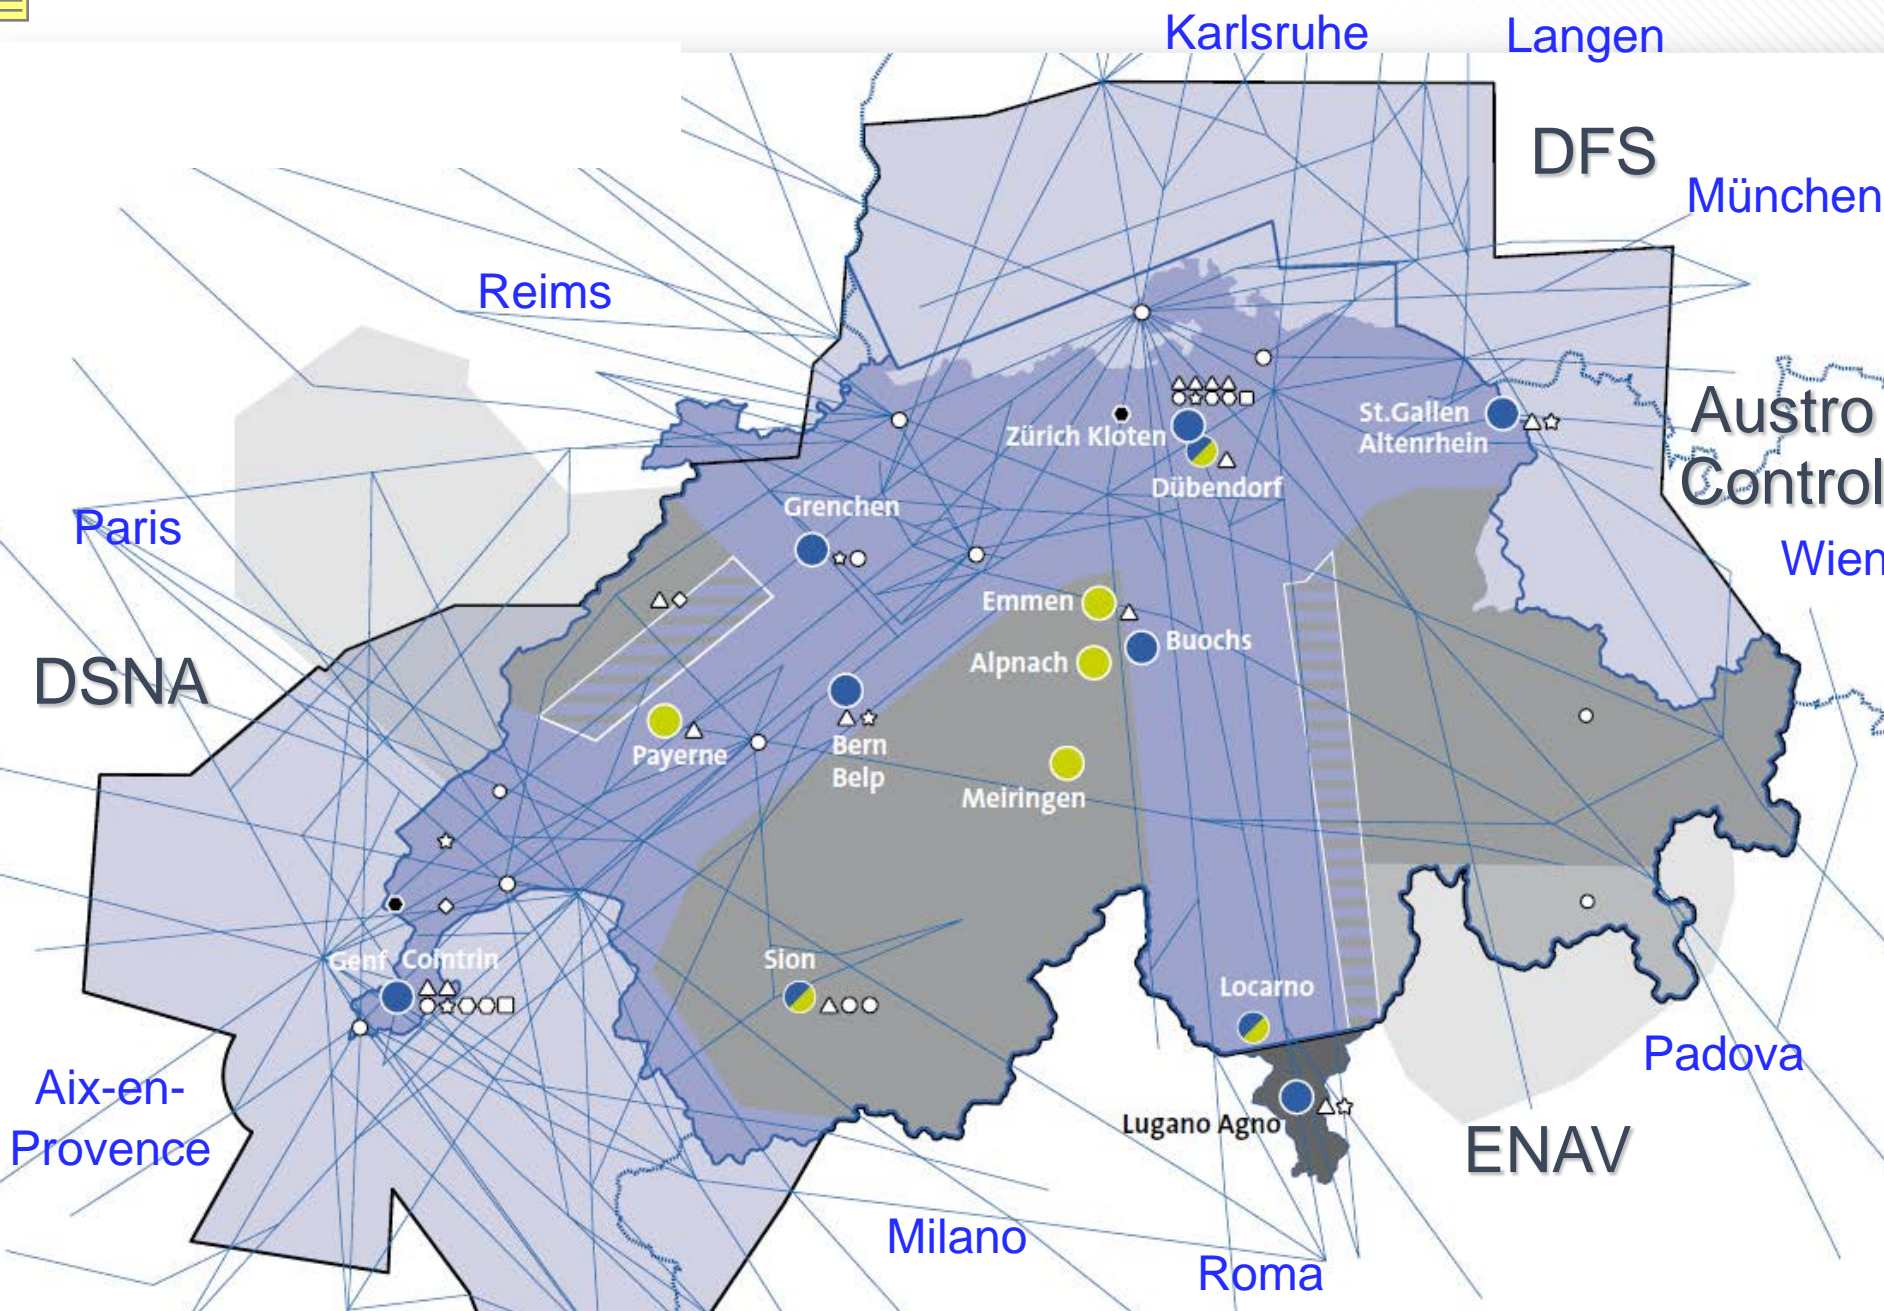 Karlsruhe
Langen
DFS
München
Reims
Austro
Control
St.Gallen
Altenrhein
Zürich Kloten
Dübendorf
Grenchen
Paris
Wien
Emmen
Buochs
Alpnach
DSNA
Payerne
Bern
Belp
Meiringen
Genf Cointrin
Sion
Locarno
Padova
Aix-en-
Provence
Lugano Agno
ENAV
Milano
Roma